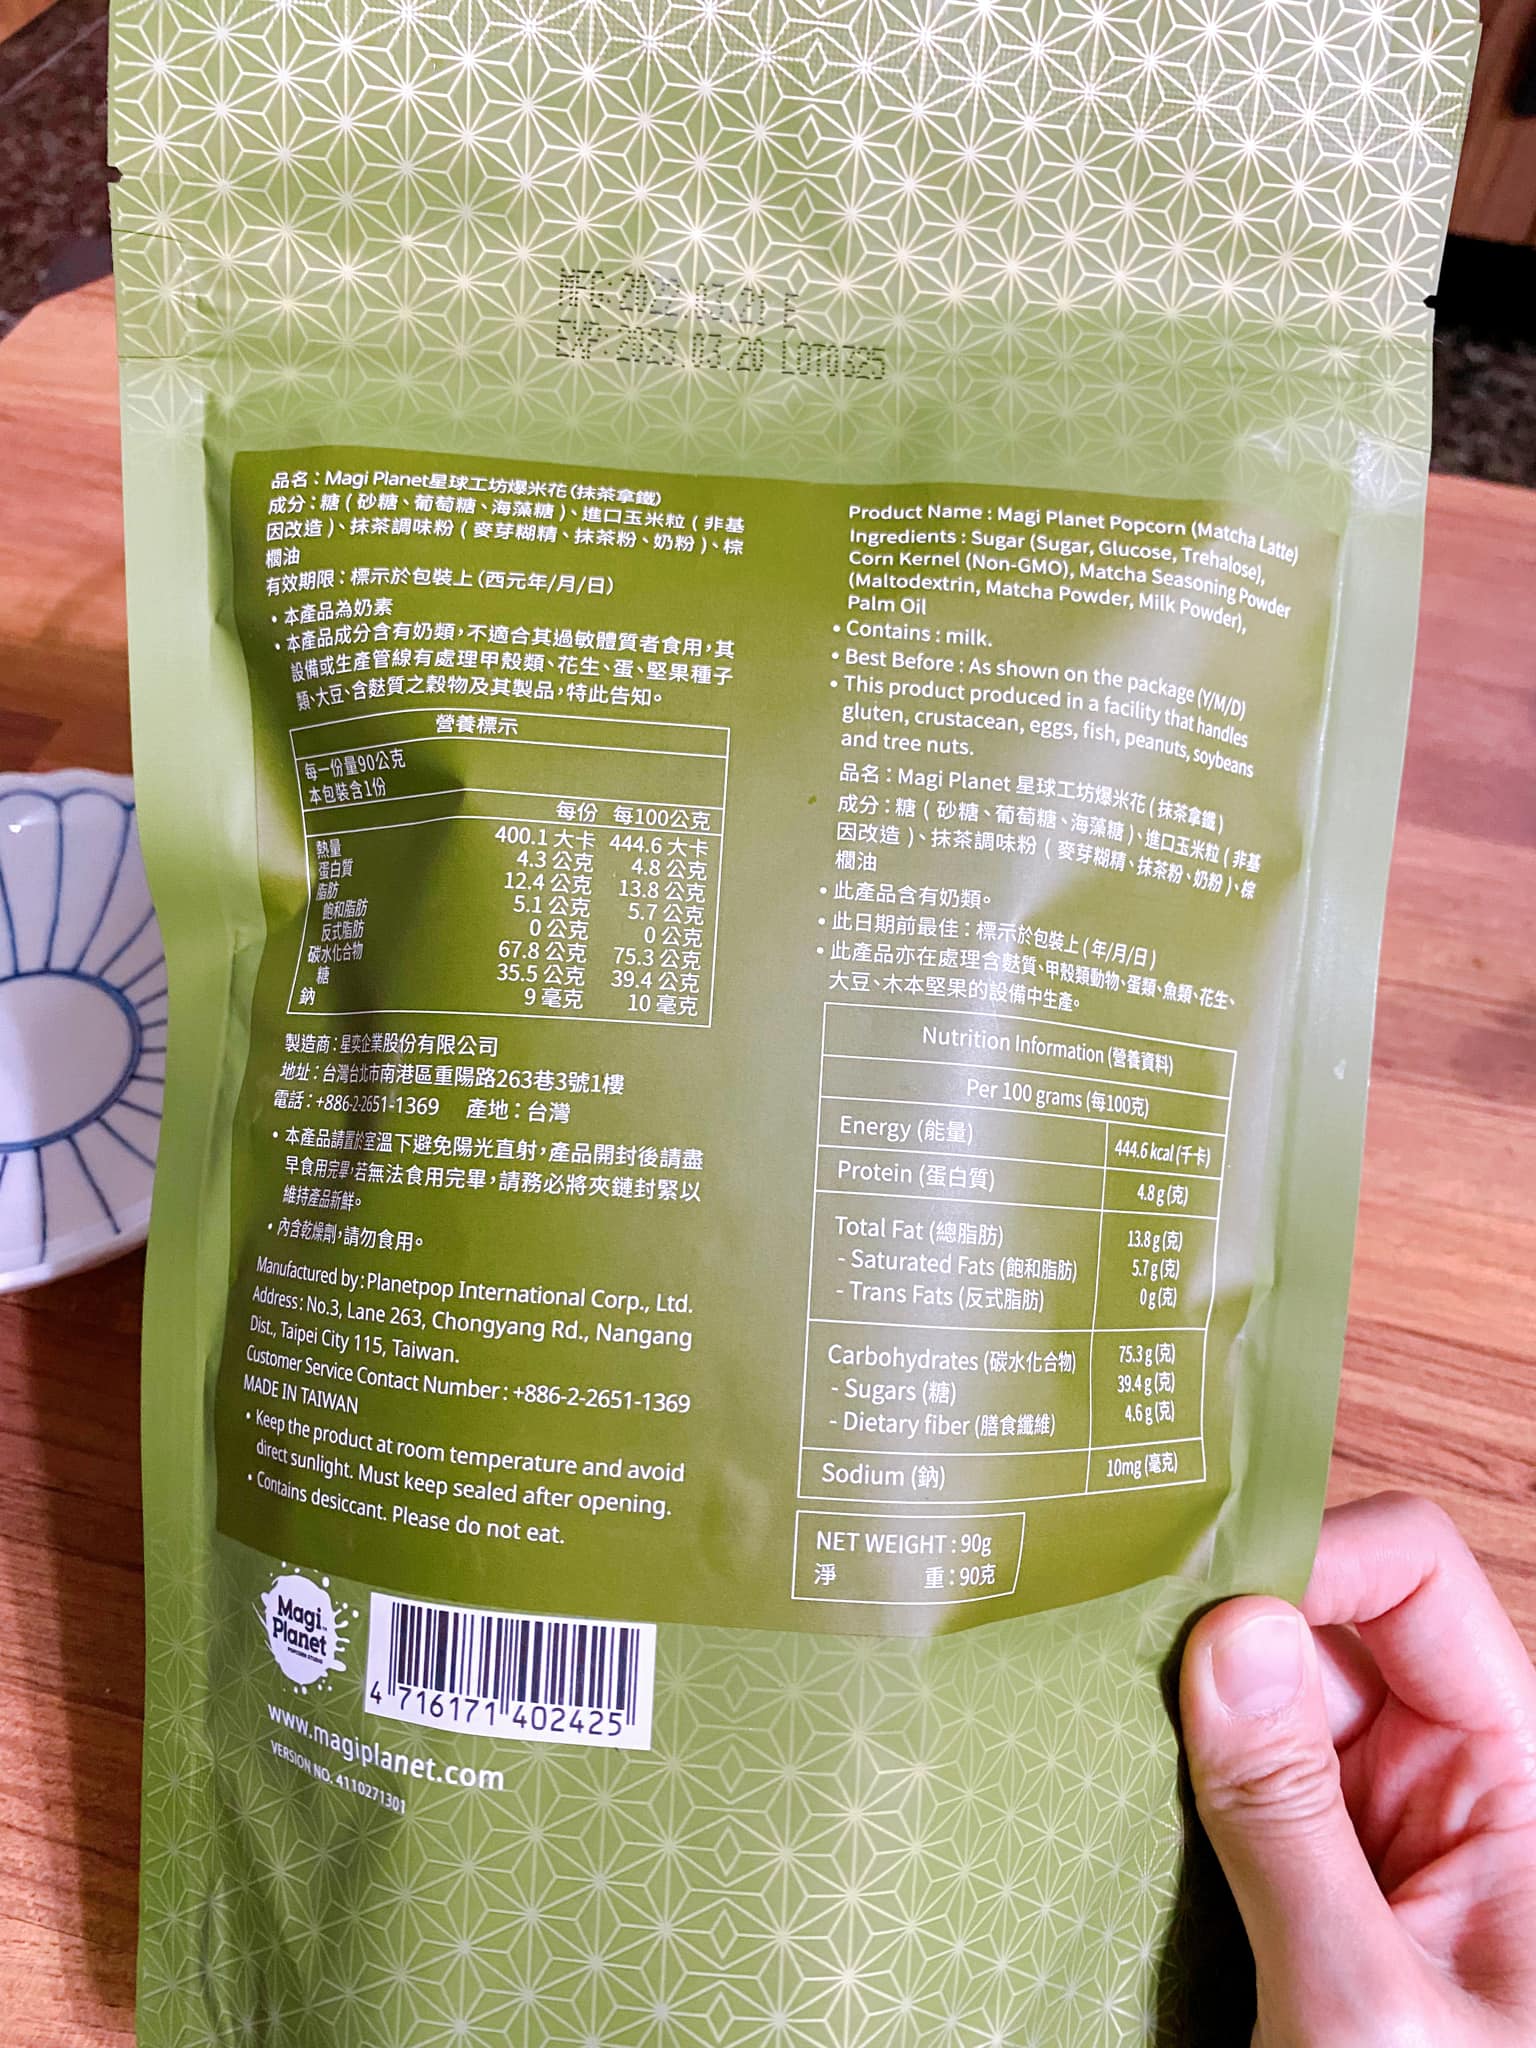 MFG:2022.03.21 E
EXP:2023.03.20 LOT0325
品名：Magi Planet星球工坊爆米花（抹茶拿鐵）
成分：糖（砂糖、葡萄糖、海藻糖）、進口玉米粒（非基
因改造）、抹茶調味粉（麥芽糊精、抹茶粉、奶粉）、棕
櫚油
有效期限：標示於包裝上（西元年/月/日）
• 本產品為奶素
• 本產品成分含有奶類，不適合其過敏體質者食用，其
設備或生產管線有處理甲殼類、花生、蛋、堅果種子
類、大豆、含麩質之穀物及其製品，特此告知。
營養標示
每一份量90公克
本包裝含1份
每份 每100公克
熱量 400.1 大卡 444.6 大卡
蛋白質 4.3 公克 4.8 公克
脂肪 12.4 公克 13.8 公克
飽和脂肪 5.1 公克 5.7 公克
反式脂肪 0 公克 0 公克
碳水化合物 67.8 公克 75.3 公克
糖 35.5 公克 39.4 公克
鈉 9 毫克 10 毫克
製造商：星奕企業股份有限公司
地址：台灣台北市南港區重陽路263巷3號1樓
電話：+886-2-2651-1369 產地：台灣
• 本產品請置於室溫下避免陽光直射，產品開封後請盡
早食用完畢，若無法食用完畢，請務必將夾鏈封緊以
維持產品新鮮。
• 內含乾燥劑，請勿食用。
Manufactured by : Planetpop International Corp., Ltd.
Address : No.3, Lane 263, Chongyang Rd., Nangang
Dist., Taipei City 115, Taiwan.
Customer Service Contact Number : +886-2-2651-1369
MADE IN TAIWAN
• Keep the product at room temperature and avoid
direct sunlight. Must keep sealed after opening.
• Contains desiccant. Please do not eat.
Product Name : Magi Planet Popcorn (Matcha Latte)
Ingredients : Sugar (Sugar, Glucose, Trehalose),
Corn Kernel (Non-GMO), Matcha Seasoning Powder
(Maltodextrin, Matcha Powder, Milk Powder),
Palm Oil
• Contains : milk.
• Best Before : As shown on the package (Y/M/D)
• This product produced in a facility that handles
gluten, crustacean, eggs, fish, peanuts, soybeans
and tree nuts.
品名：Magi Planet 星球工坊爆米花（抹茶拿鐵）
成分：糖（砂糖、葡萄糖、海藻糖）、進口玉米粒（非基
因改造）、抹茶調味粉（麥芽糊精、抹茶粉、奶粉）、棕
櫚油
• 此產品含有奶類。
• 此日期前最佳：標示於包裝上（年/月/日）
• 此產品亦在處理含麩質、甲殼類動物、蛋類、魚類、花生、
大豆、木本堅果的設備中生產。
Nutrition Information (營養資料)
Per 100 grams (每100克)
Energy (能量) 444.6 kcal (千卡)
Protein (蛋白質) 4.8 g (克)
Total Fat (總脂肪) 13.8 g (克)
- Saturated Fats (飽和脂肪) 5.7 g (克)
- Trans Fats (反式脂肪) 0 g (克)
Carbohydrates (碳水化合物) 75.3 g (克)
- Sugars (糖) 39.4 g (克)
- Dietary fiber (膳食纖維) 4.6 g (克)
Sodium (鈉) 10mg (毫克)
NET WEIGHT : 90g
淨 重：90克
Magi
Planet
POPCORN STUDIO
4 716171 402425
www.magiplanet.com
VERSION NO. 4110271301